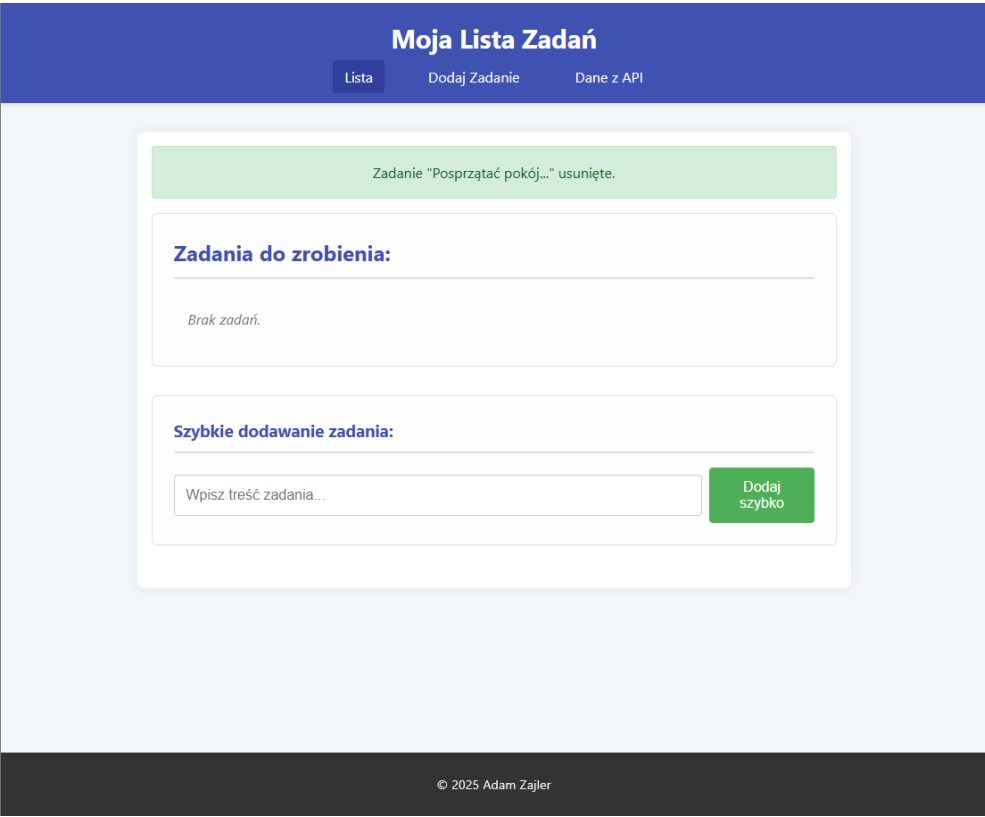 Moja Lista Zadań
Lista Dodaj Zadanie Dane z API
Zadanie "Posprzątać pokój..." usunięte.
Zadania do zrobienia:
Brak zadań.
Szybkie dodawanie zadania:
Wpisz treść zadania...
Dodaj
szybko
© 2025 Adam Zajler